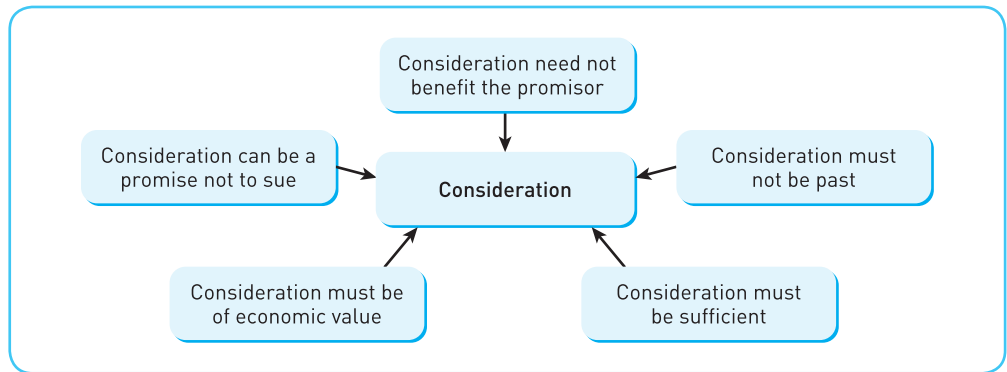 Consideration need not
benefit the promisor
Consideration can be a
promise not to sue
Consideration
Consideration must
not be past
Consideration must be
of economic value
Consideration must
be sufficient